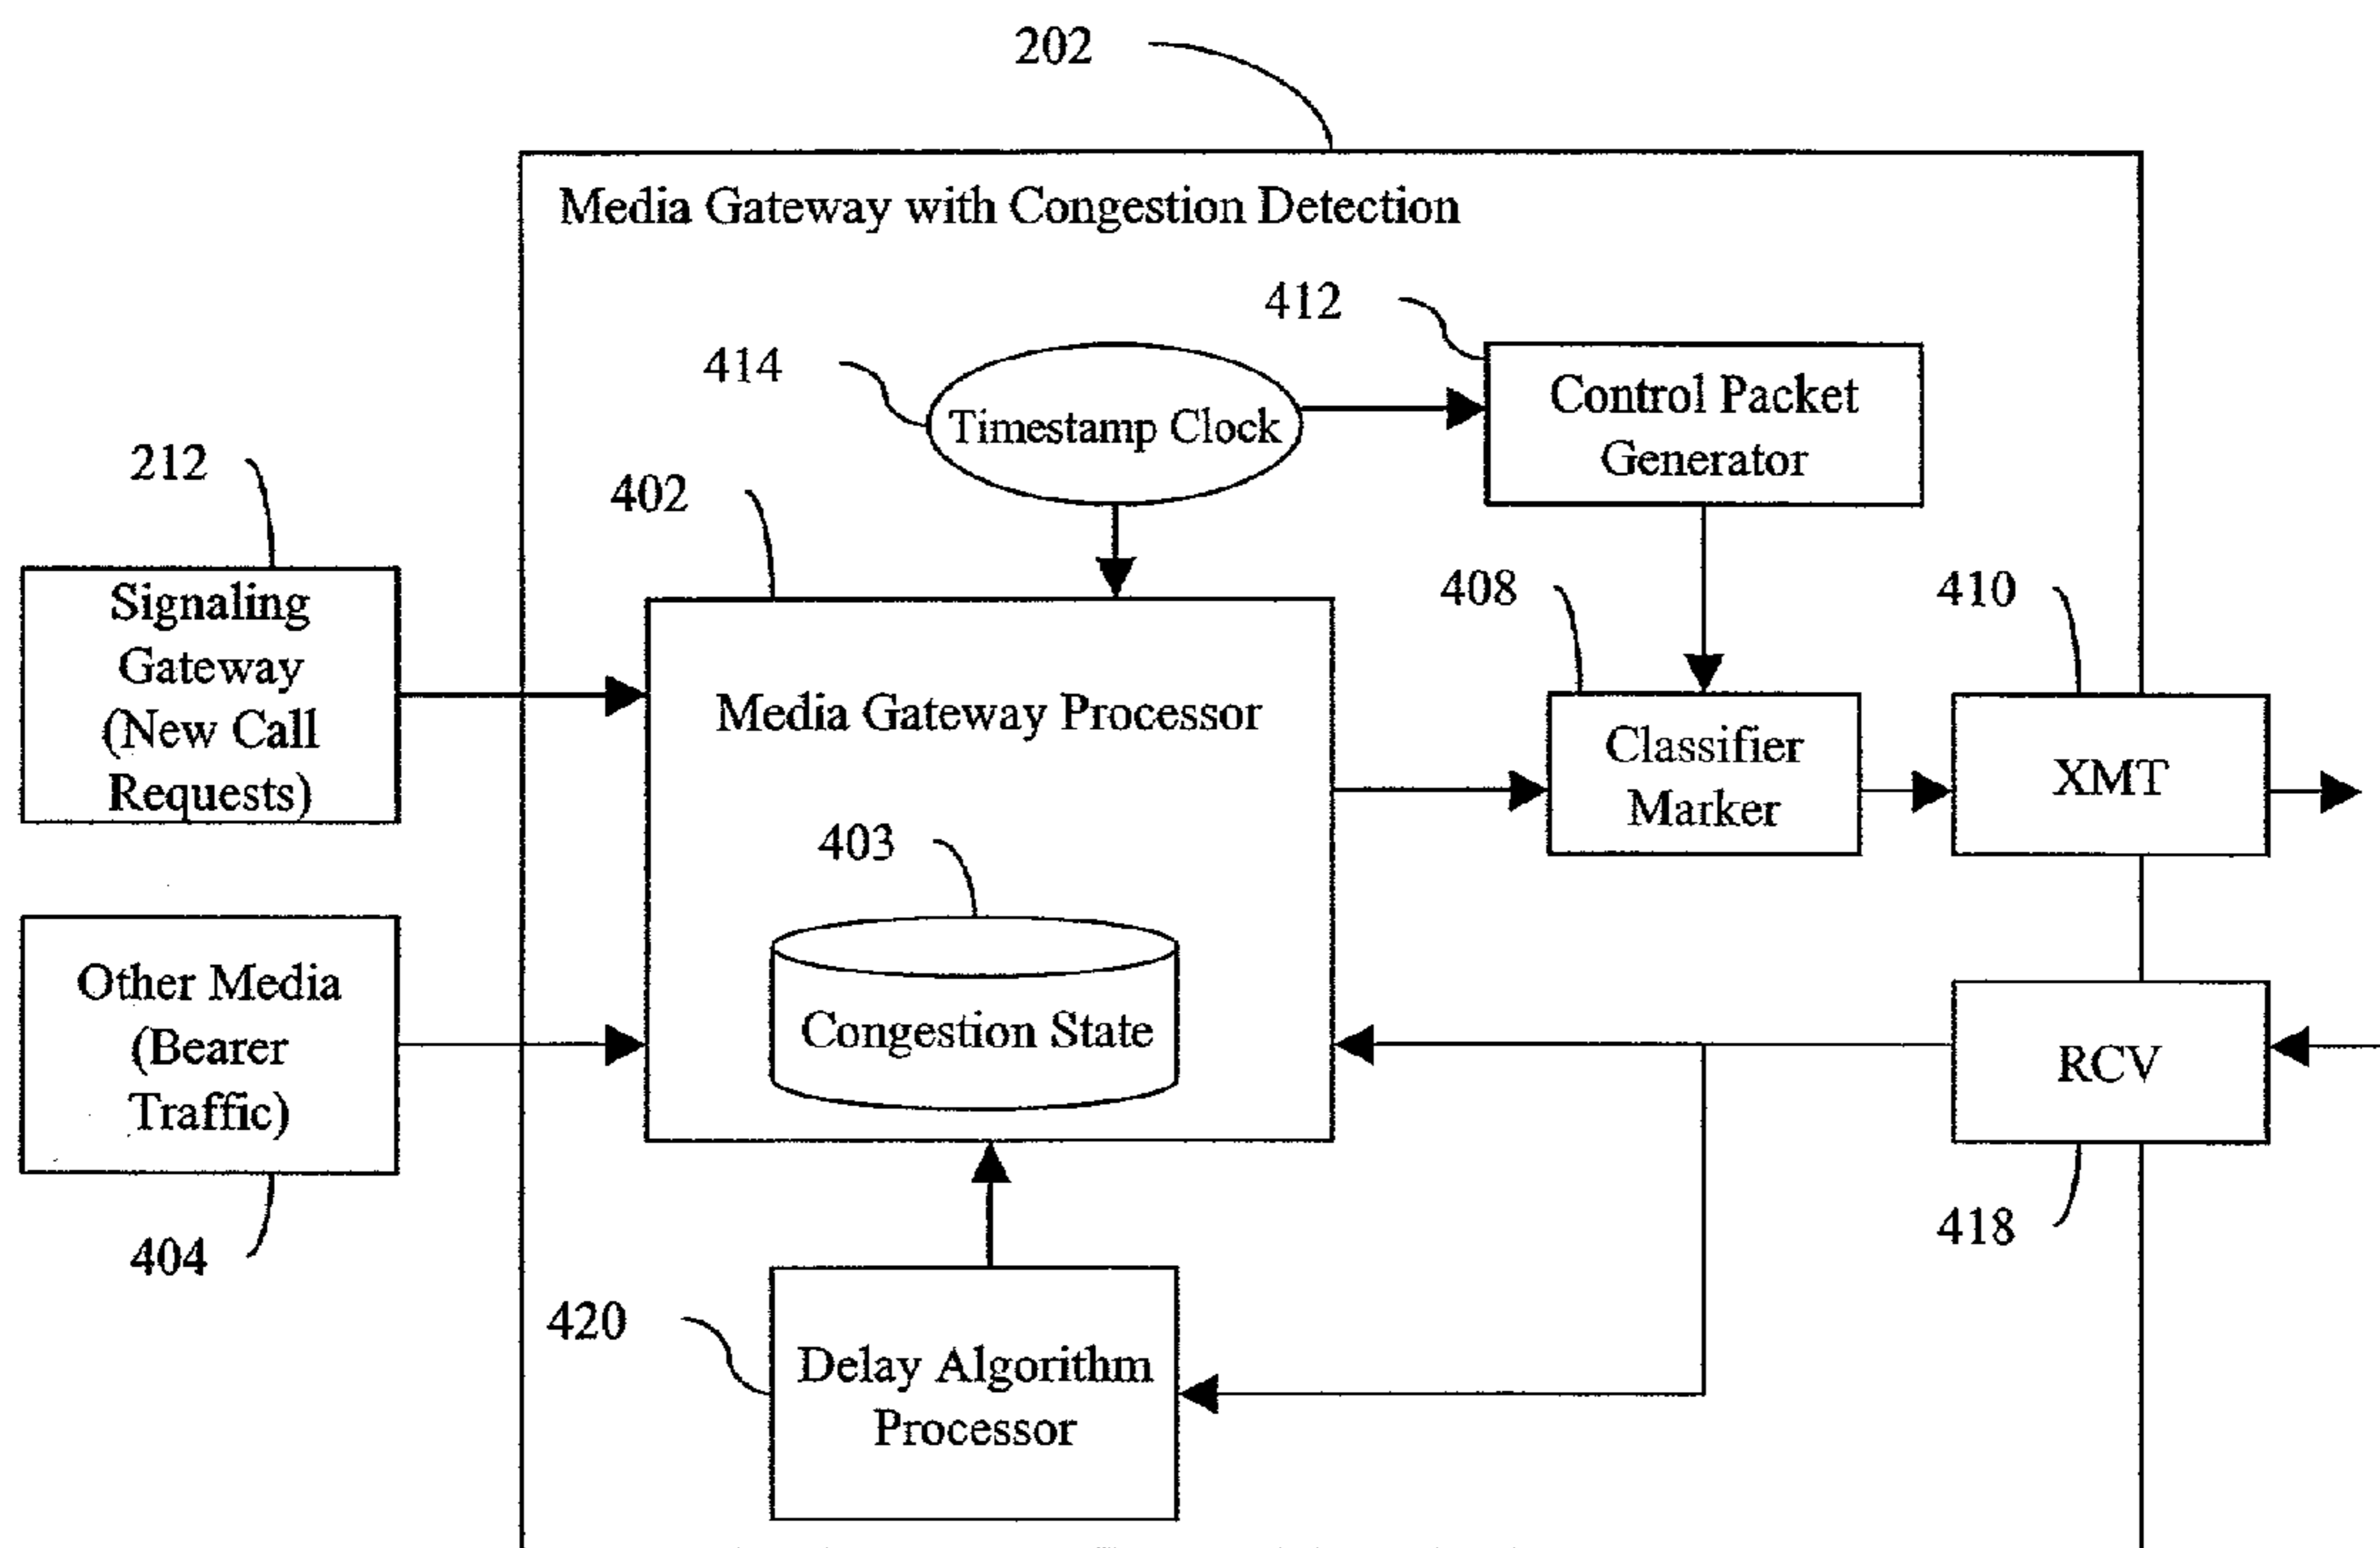 202
Media Gateway with Congestion Detection
412
414
Timestamp Clock
Control Packet
Generator
212
402
Signaling
Gateway
(New Call
Requests)
408
410
Media Gateway Processor
Classifier
Marker
XMT
403
Other Media
(Bearer
Traffic)
Congestion State
RCV
404
418
420
Delay Algorithm
Processor